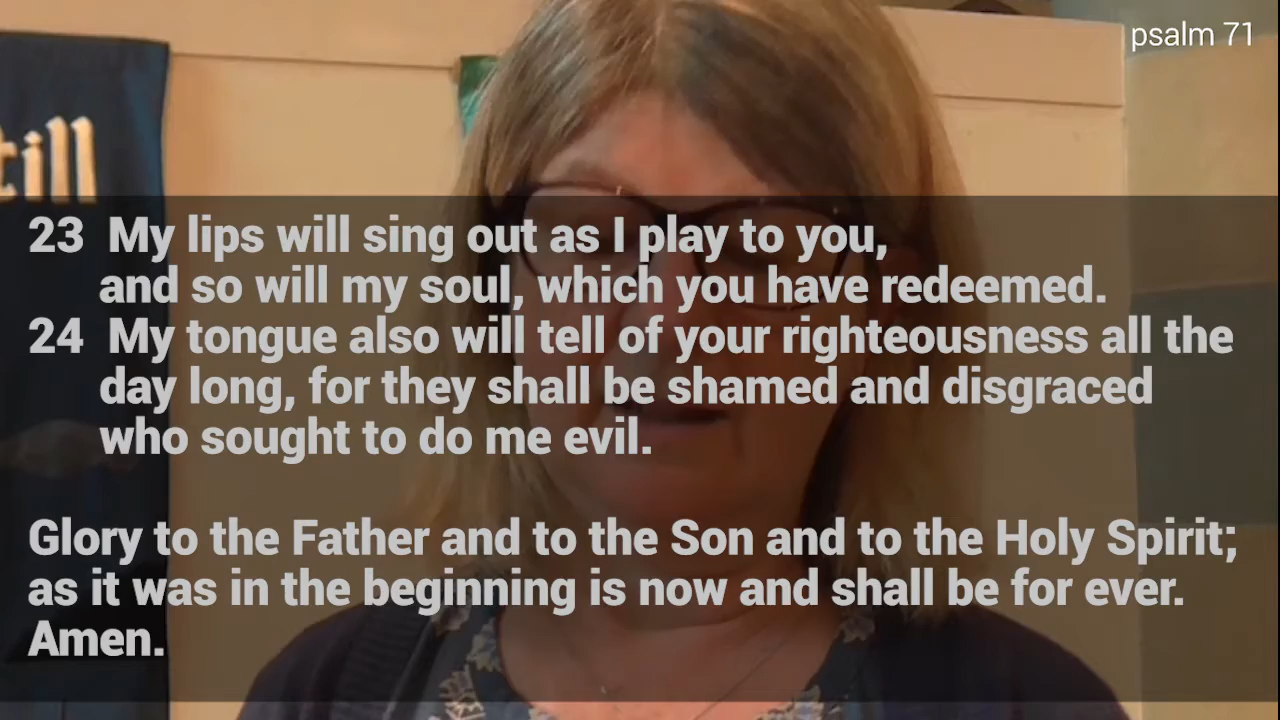 psalm 71
till
23 My lips will sing out as I play to you,
and so will my soul, which you have redeemed.
24 My tongue also will tell of your righteousness all the
day long, for they shall be shamed and disgraced
who sought to do me evil.
Glory to the Father and to the Son and to the Holy Spirit;
as it was in the beginning is now and shall be for ever.
Amen.